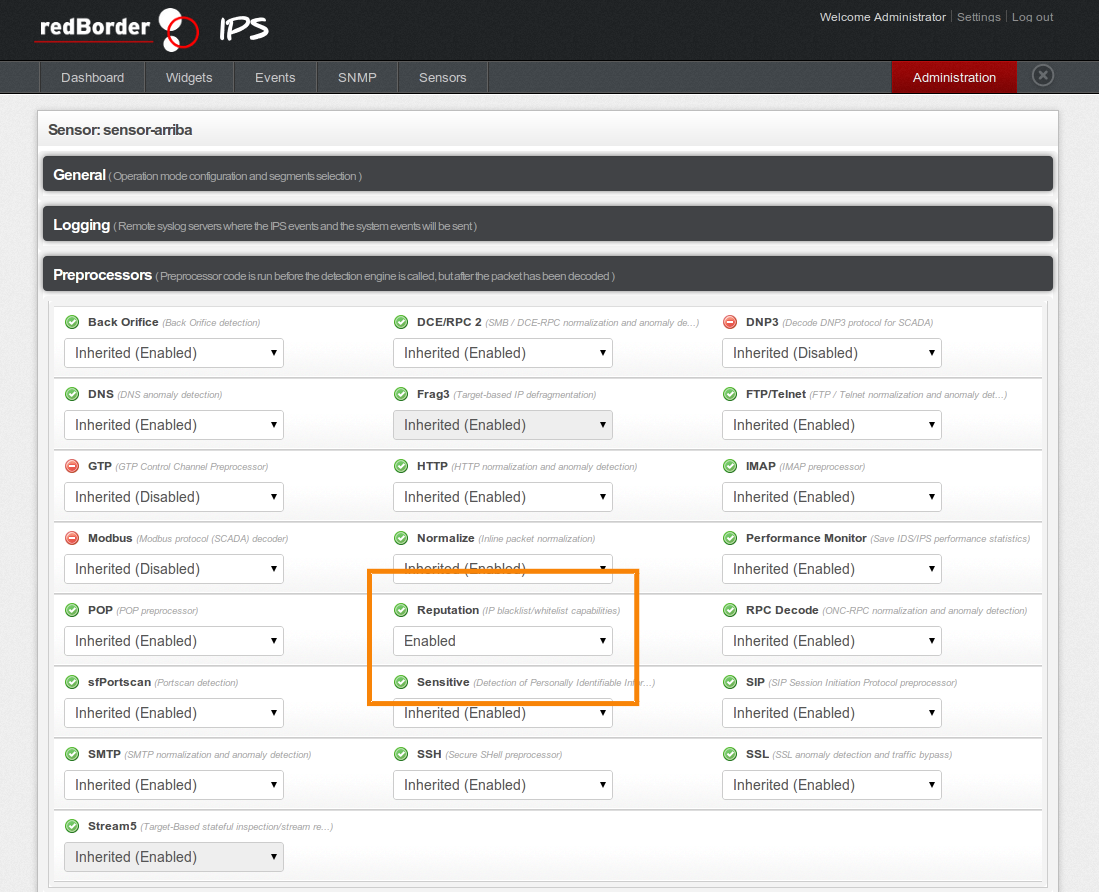 redBorder IPS
Welcome Administrator Settings Log out
Dashboard Widgets Events SNMP Sensors Administration
Sensor: sensor-arriba
General ( Operation mode configuration and segments selection )
Logging ( Remote syslog servers where the IPS events and the system events will be sent )
Preprocessors ( Preprocessor code is run before the detection engine is called, but after the packet has been decoded )
Back Orifice (Back Orifice detection) DCE/RPC 2 (SMB / DCE-RPC normalization and anomaly de...) DNP3 (Decode DNP3 protocol for SCADA)
Inherited (Enabled) Inherited (Enabled) Inherited (Disabled)
DNS (DNS anomaly detection) Frag3 (Target-based IP defragmentation) FTP/Telnet (FTP / Telnet normalization and anomaly det...)
Inherited (Enabled) Inherited (Enabled) Inherited (Enabled)
GTP (GTP Control Channel Preprocessor) HTTP (HTTP normalization and anomaly detection) IMAP (IMAP preprocessor)
Inherited (Disabled) Inherited (Enabled) Inherited (Enabled)
Modbus (Modbus protocol (SCADA) decoder) Normalize (Inline packet normalization) Performance Monitor (Save IDS/IPS performance statistics)
Inherited (Disabled) Inherited (Enabled) Inherited (Enabled)
POP (POP preprocessor) Reputation (IP blacklist/whitelist capabilities) RPC Decode (ONC-RPC normalization and anomaly detection)
Inherited (Enabled) Enabled Inherited (Enabled)
sfPortscan (Portscan detection) Sensitive (Detection of Personally Identifiable Infor...) SIP (SIP Session Initiation Protocol preprocessor)
Inherited (Enabled) Inherited (Enabled) Inherited (Enabled)
SMTP (SMTP normalization and anomaly detection) SSH (Secure SHell preprocessor) SSL (SSL anomaly detection and traffic bypass)
Inherited (Enabled) Inherited (Enabled) Inherited (Enabled)
Stream5 (Target-Based stateful inspection/stream re...)
Inherited (Enabled)